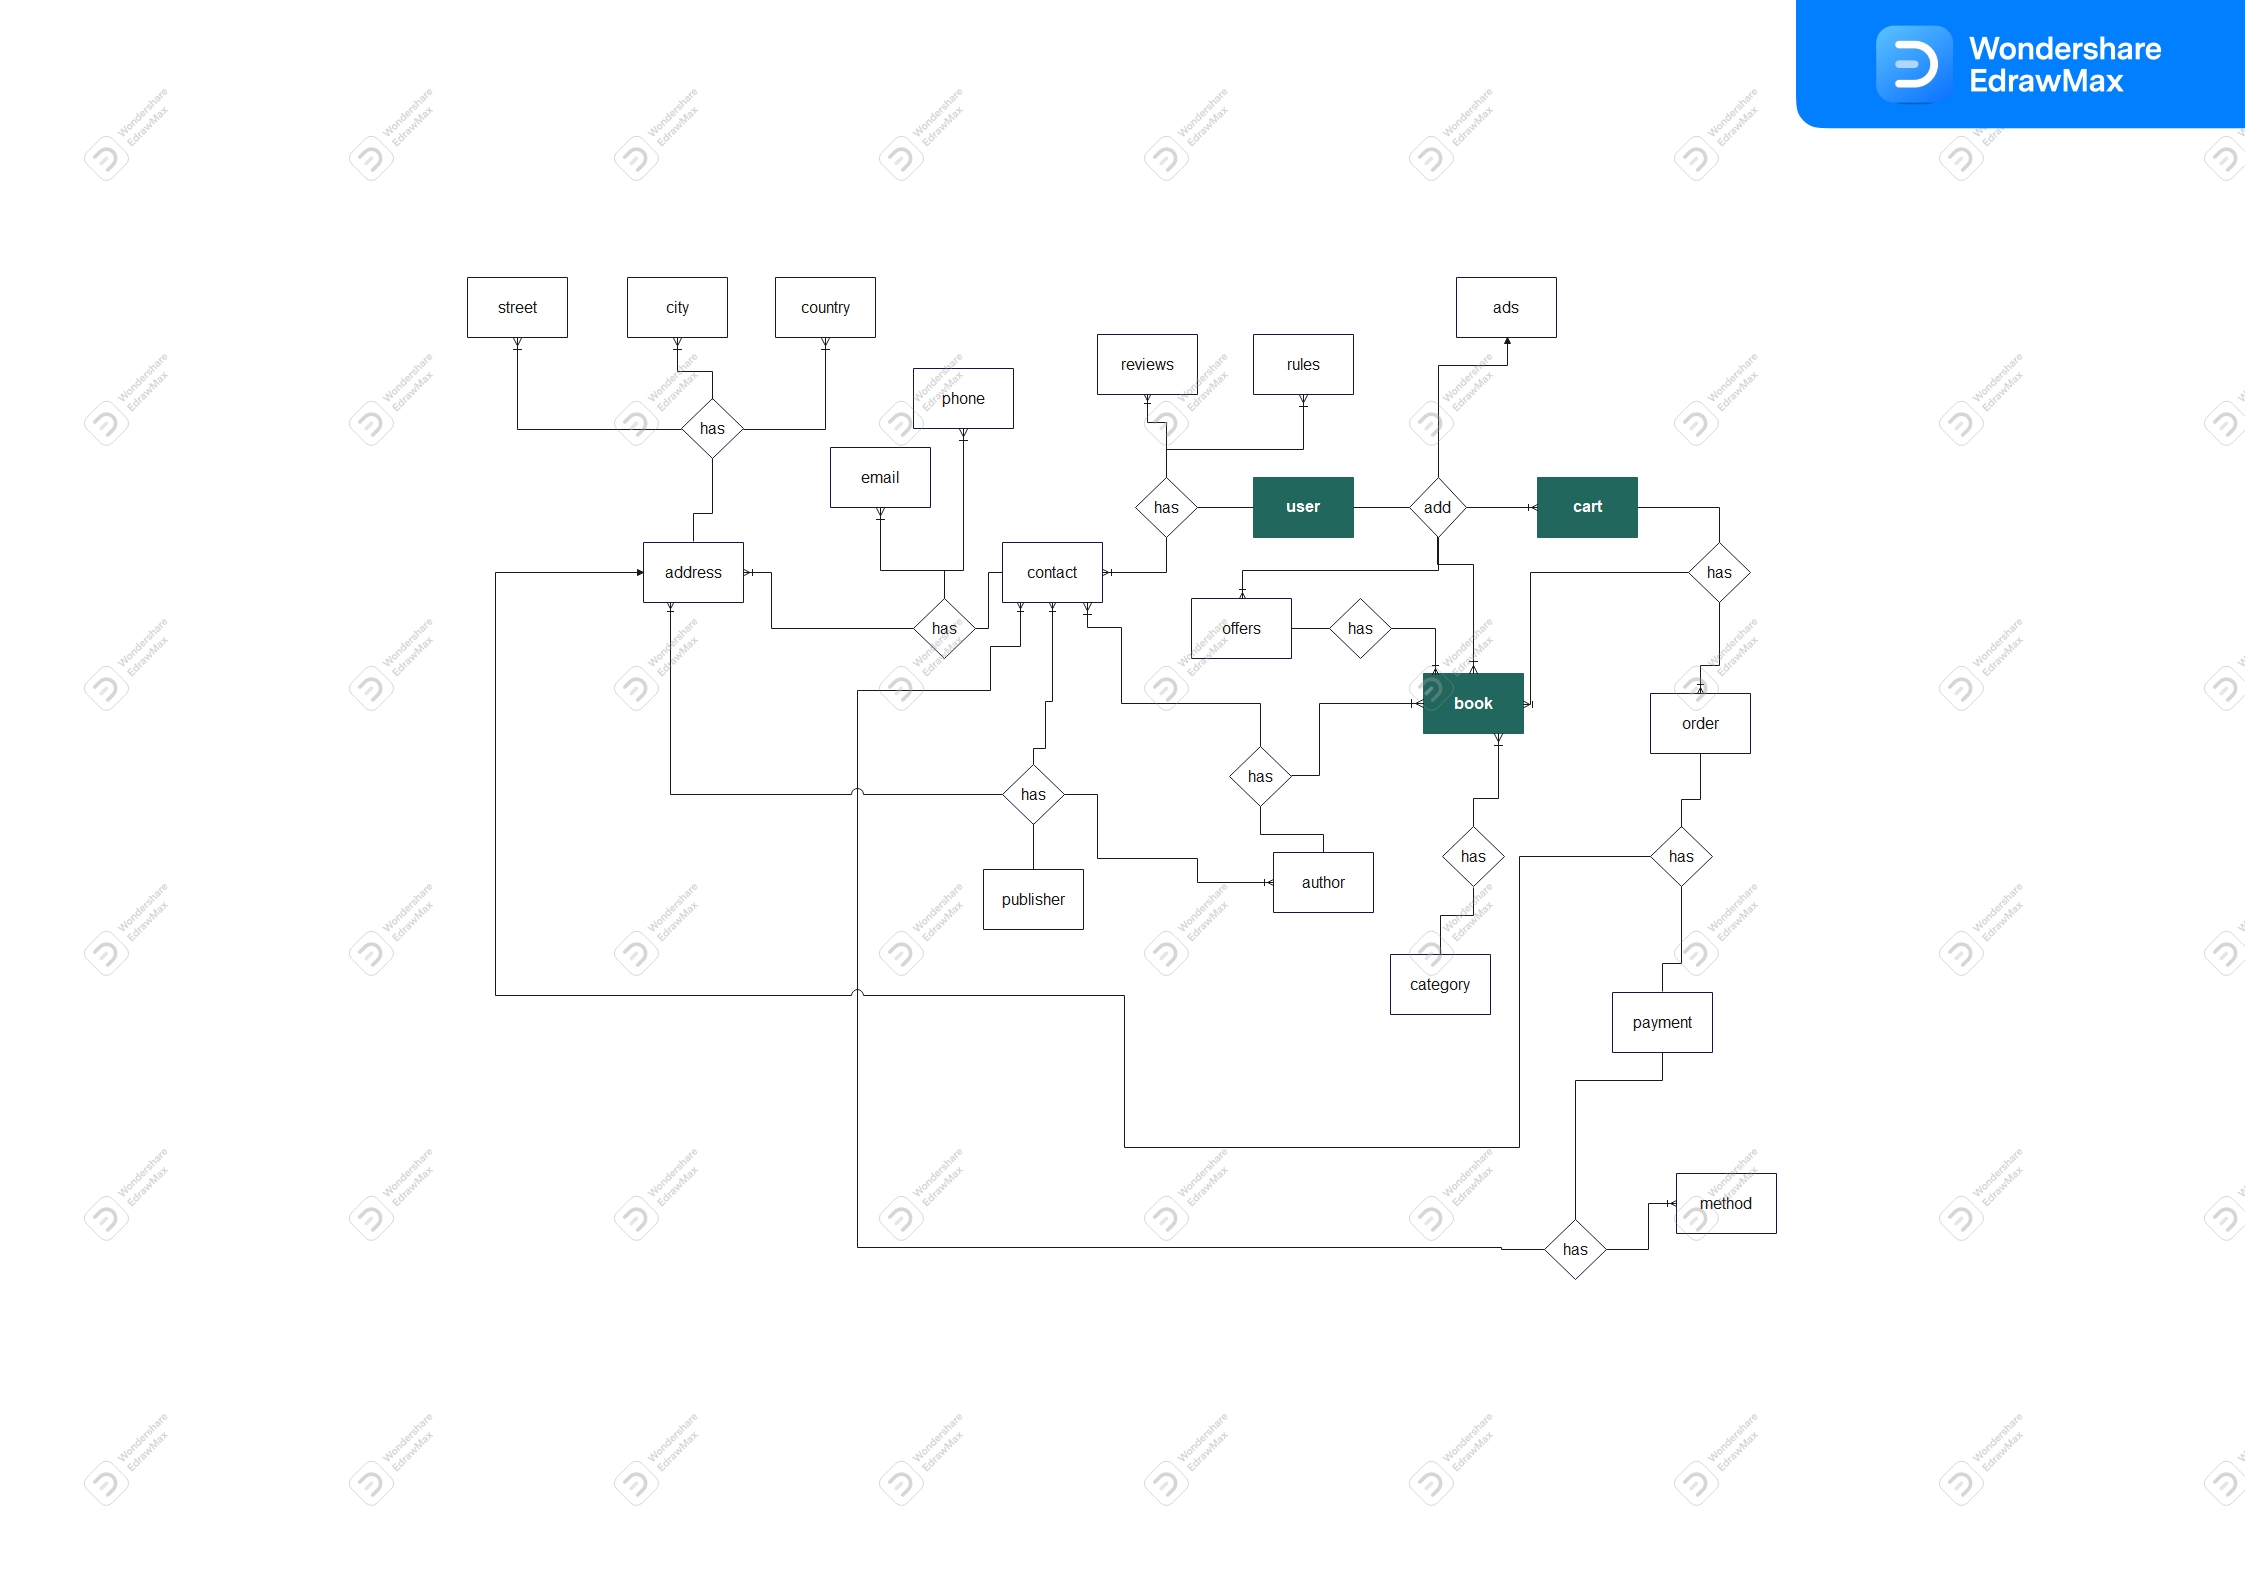 Wondershare
EdrawMax
street
city
country
ads
reviews
rules
phone
has
email
has
user
add
cart
address
contact
has
has
offers
has
book
order
has
has
has
has
author
publisher
category
payment
method
has